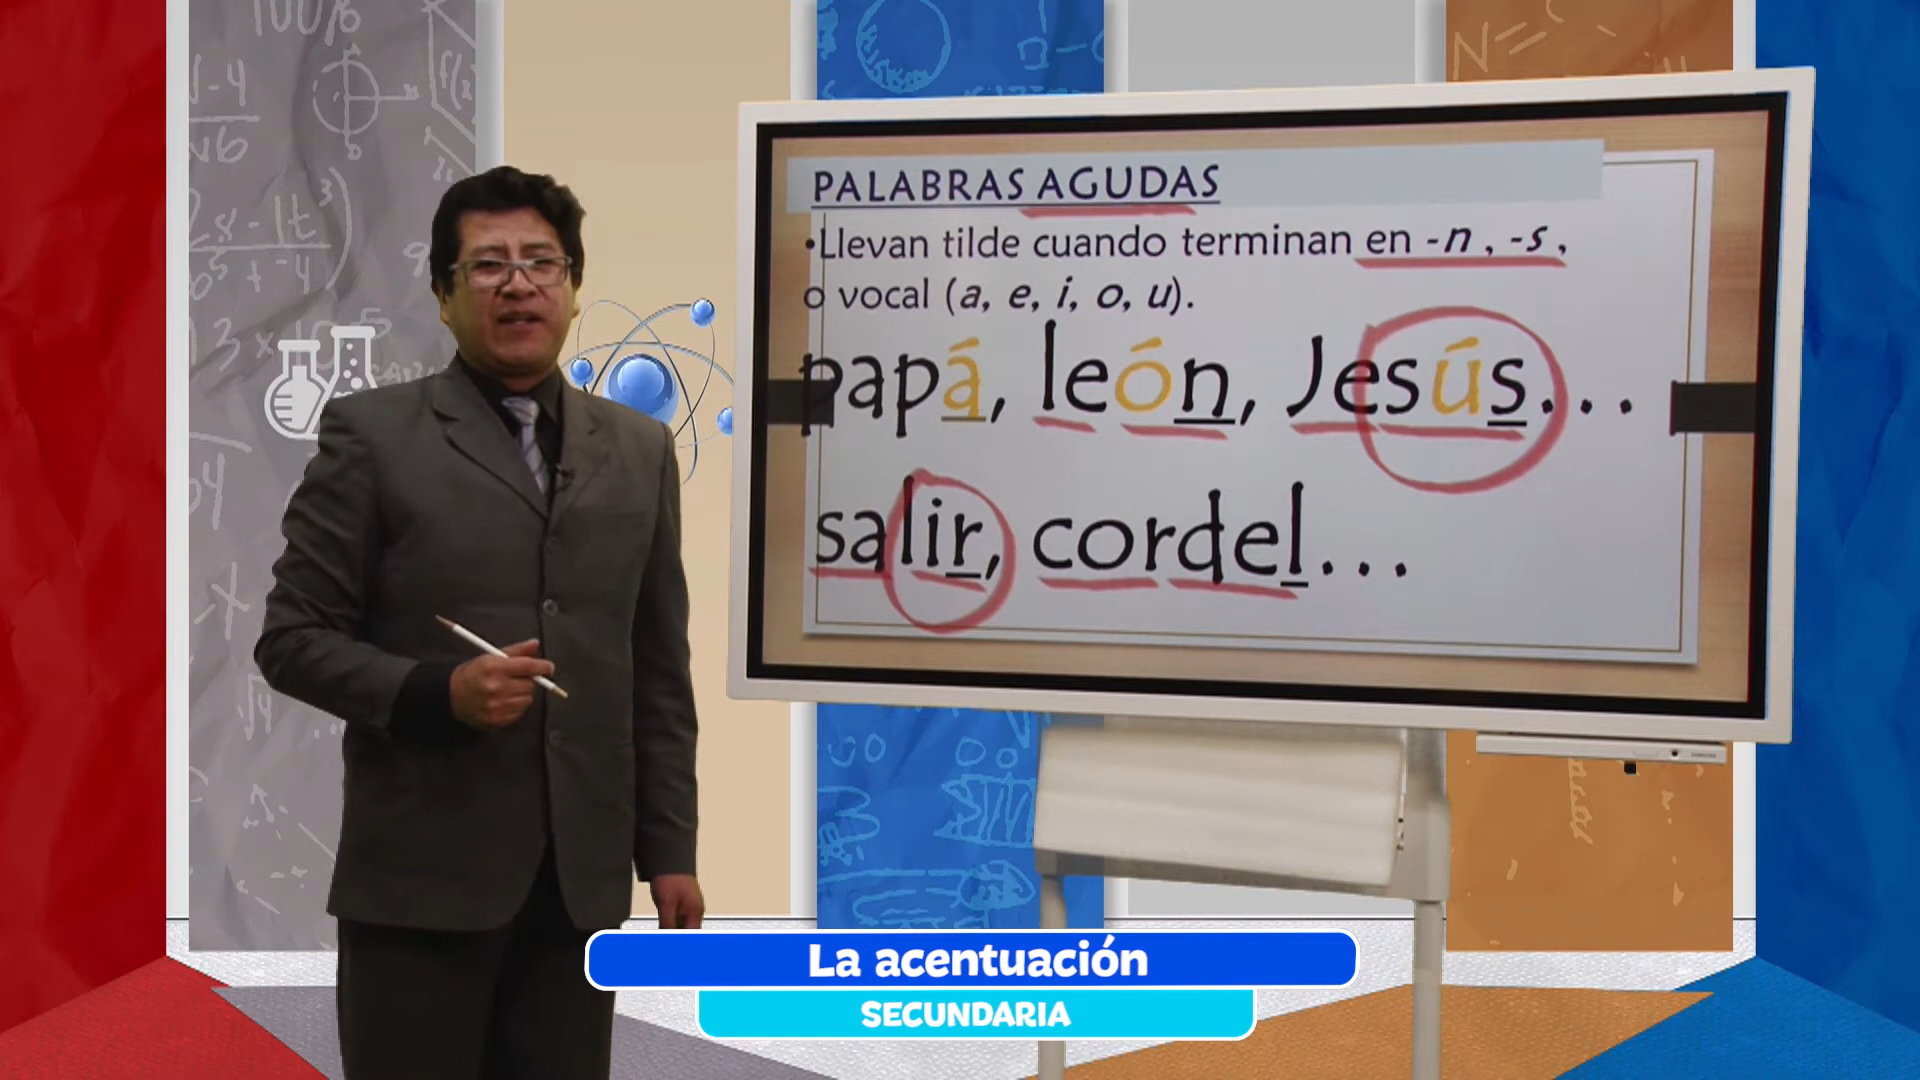 PALABRAS AGUDAS
•Llevan tilde cuando terminan en -n , -s ,
o vocal (a, e, i, o, u).
papá, león, Jesús...
salir, cordel...
La acentuación
SECUNDARIA